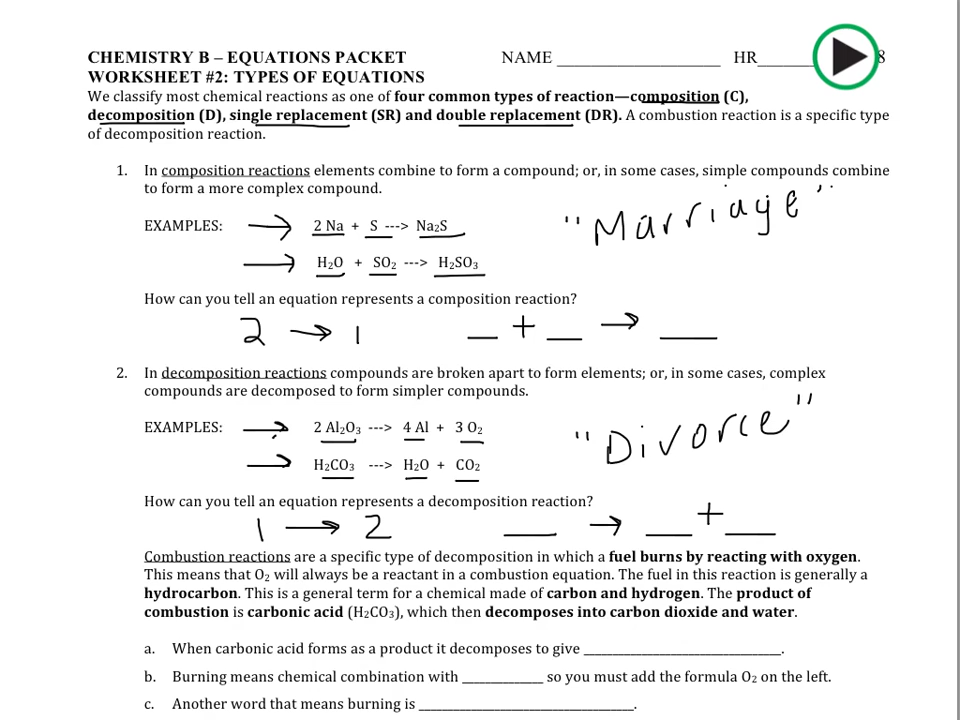 CHEMISTRY B – EQUATIONS PACKET NAME ____________________ HR_______ 8
WORKSHEET #2: TYPES OF EQUATIONS
We classify most chemical reactions as one of four common types of reaction—composition (C),
decomposition (D), single replacement (SR) and double replacement (DR). A combustion reaction is a specific type
of decomposition reaction.
1. In composition reactions elements combine to form a compound; or, in some cases, simple compounds combine
to form a more complex compound.
EXAMPLES: → 2 Na + S ---> Na₂S "Marriage"
→ H₂O + SO₂ ---> H₂SO₃
How can you tell an equation represents a composition reaction?
2 → 1 __ + __ → __
2. In decomposition reactions compounds are broken apart to form elements; or, in some cases, complex
compounds are decomposed to form simpler compounds.
EXAMPLES: → 2 Al₂O₃ ---> 4 Al + 3 O₂ "Divorce"
→ H₂CO₃ ---> H₂O + CO₂
How can you tell an equation represents a decomposition reaction?
1 → 2 __ → __ + __
Combustion reactions are a specific type of decomposition in which a fuel burns by reacting with oxygen.
This means that O₂ will always be a reactant in a combustion equation. The fuel in this reaction is generally a
hydrocarbon. This is a general term for a chemical made of carbon and hydrogen. The product of
combustion is carbonic acid (H₂CO₃), which then decomposes into carbon dioxide and water.
a. When carbonic acid forms as a product it decomposes to give ______________________________.
b. Burning means chemical combination with ____________ so you must add the formula O₂ on the left.
c. Another word that means burning is ________________________________.